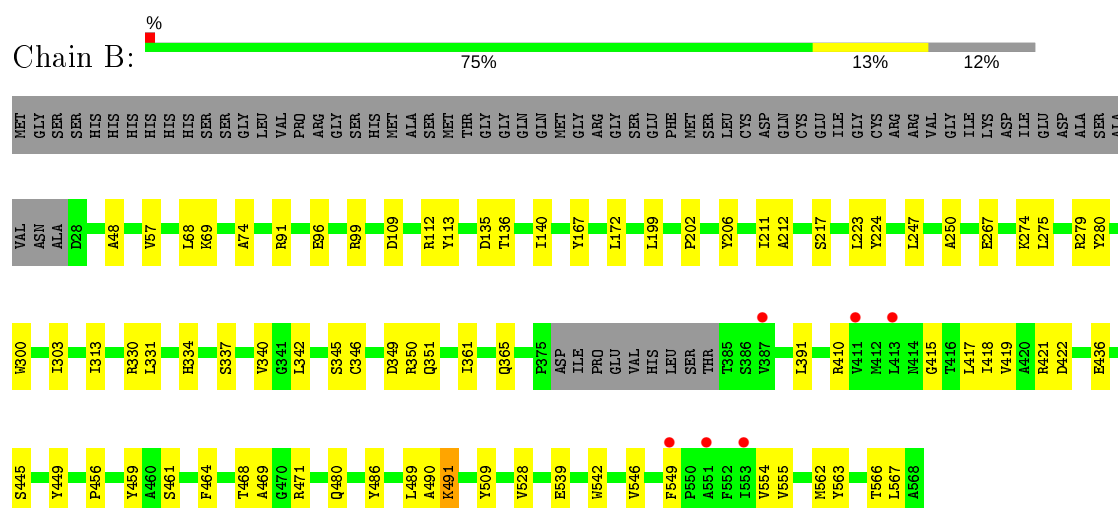 %
Chain B:
75% 13% 12%
MET GLY SER SER HIS HIS HIS HIS HIS HIS SER SER GLY LEU VAL PRO ARG GLY SER HIS MET ALA SER MET THR GLY GLY GLN GLN MET GLY ARG GLY SER GLU PHE MET SER LEU CYS ASP GLN CYS GLU ILE GLY CYS ARG ARG VAL GLY ILE LYS ASP ILE GLU ASP ALA SER ALA
VAL ASN ALA D28 A48 V57 L68 K69 A74 R91 E96 R99 D109 R112 Y113 D135 T136 I140 Y167 L172 L199 P202 Y206 I211 A212 S217 L223 Y224 L247 A250 E267 K274 L275 R279 Y280
W300 I303 I313 R330 L331 H334 S337 V340 G341 L342 S345 C346 D349 R350 Q351 I361 Q365 P375 ASP ILE PRO GLU VAL HIS LEU SER THR T385 S386 V387 L391 R410 V411 M412 L413 N414 G415 T416 L417 I418 V419 A420 R421 D422 E436
S445 Y449 P456 Y459 A460 S461 F464 T468 A469 G470 R471 Q480 Y486 L489 A490 K491 Y509 V528 E539 W542 V546 F549 P550 A551 F552 I553 V554 V555 M562 Y563 T566 L567 A568